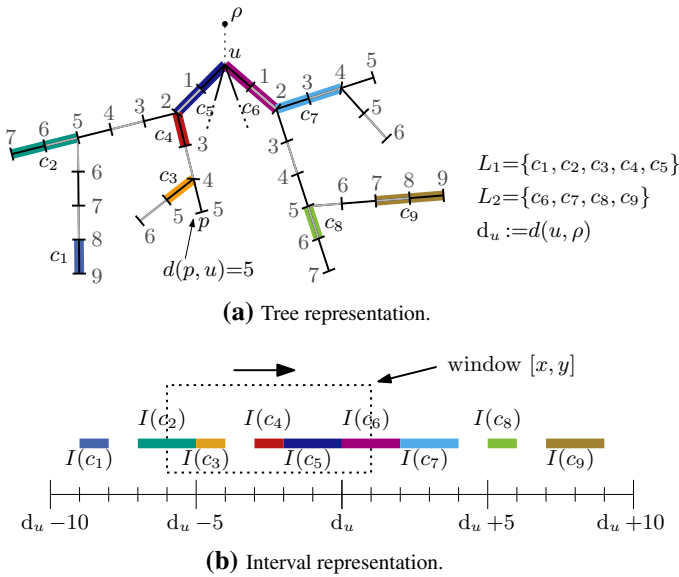 ρ
u
1 1
2 c₅ c₆ 2 3 4 5
7 6 5 4 3 c₄ c₇ 5
c₂ 3 3 6
6 c₃ 4 4
7 5 5 5 6 7 8 9
6 p c₈ c₉
8 6
c₁ 9 7
d(p, u)=5
L₁={c₁, c₂, c₃, c₄, c₅}
L₂={c₆, c₇, c₈, c₉}
dᵤ :=d(u, ρ)
(a) Tree representation.
window [x, y]
I(c₂) I(c₄) I(c₆) I(c₈)
I(c₁) I(c₃) I(c₅) I(c₇) I(c₉)
dᵤ −10 dᵤ −5 dᵤ dᵤ +5 dᵤ +10
(b) Interval representation.